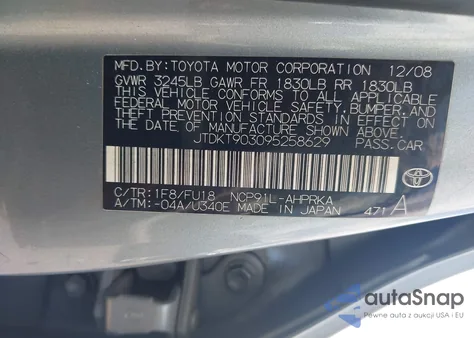 MFD.BY:TOYOTA MOTOR CORPORATION 12/08
GVWR 3245LB GAWR FR 1830LB RR 1830LB
THIS VEHICLE CONFORMS TO ALL APPLICABLE
FEDERAL MOTOR VEHICLE SAFETY, BUMPER, AND
THEFT PREVENTION STANDARDS IN EFFECT ON
THE DATE OF MANUFACTURE SHOWN ABOVE.
JTDKT903095258629 PASS.CAR
C/TR:1F8/FU18 NCP91L-AHPRKA
A/TM:-04A/U340E MADE IN JAPAN 471 A
autoSnap
Pewne auta z USA i EU